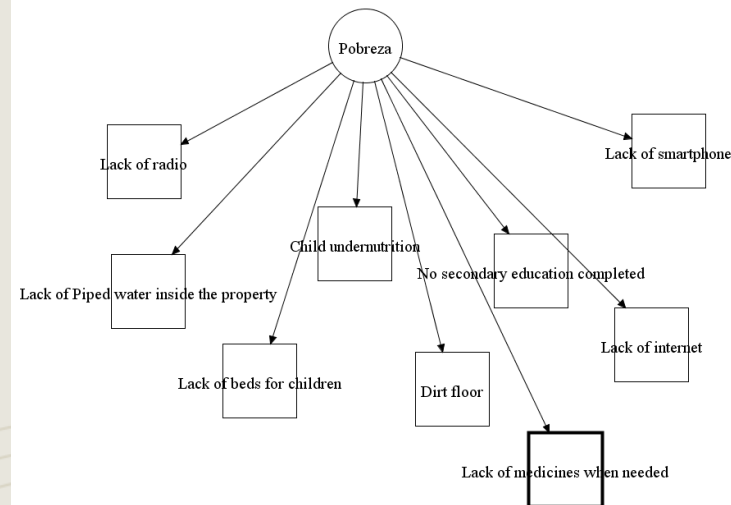 Pobreza
Lack of smartphone
Lack of radio
Child undernutrition
No secondary education completed
Lack of Piped water inside the property
Lack of internet
Lack of beds for children
Dirt floor
Lack of medicines when needed